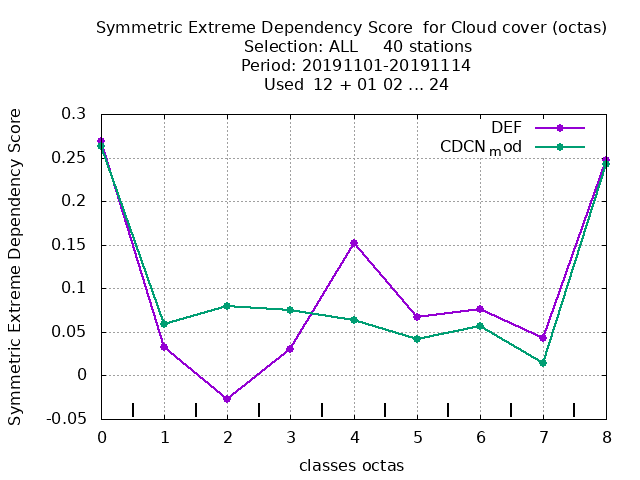 Symmetric Extreme Dependency Score  for Cloud cover (octas)
Selection: ALL     40 stations
Period: 20191101-20191114
Used  12 + 01 02 ... 24
Symmetric Extreme Dependency Score
0.3
0.25
0.2
0.15
0.1
0.05
0
-0.05
DEF
CDCNmod
0 1 2 3 4 5 6 7 8
classes octas